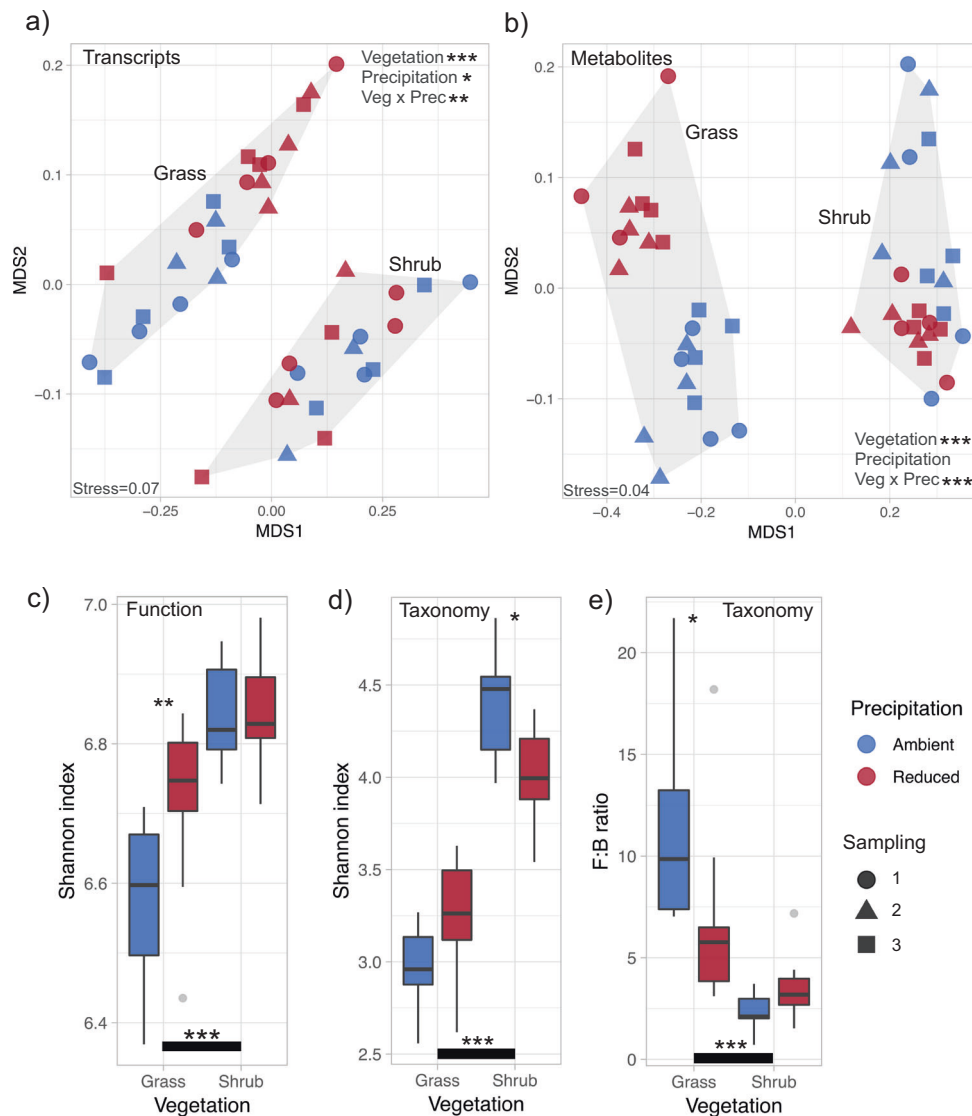 a)
Transcripts
Vegetation ***
Precipitation *
Veg x Prec **
Grass
Shrub
Stress=0.07
MDS2
0.2
0.1
0.0
−0.1
−0.25
0.00
0.25
MDS1
b)
Metabolites
Grass
Shrub
Vegetation ***
Precipitation
Veg x Prec ***
Stress=0.04
MDS2
0.2
0.1
0.0
−0.1
−0.4
−0.2
0.0
0.2
MDS1
c)
Function
Shannon index
7.0
6.8
6.6
6.4
**
***
Grass
Shrub
Vegetation
d)
Taxonomy
Shannon index
4.5
4.0
3.5
3.0
2.5
*
***
Grass
Shrub
Vegetation
e)
Taxonomy
F:B ratio
20
15
10
5
0
*
***
Grass
Shrub
Vegetation
Precipitation
Ambient
Reduced
Sampling
1
2
3